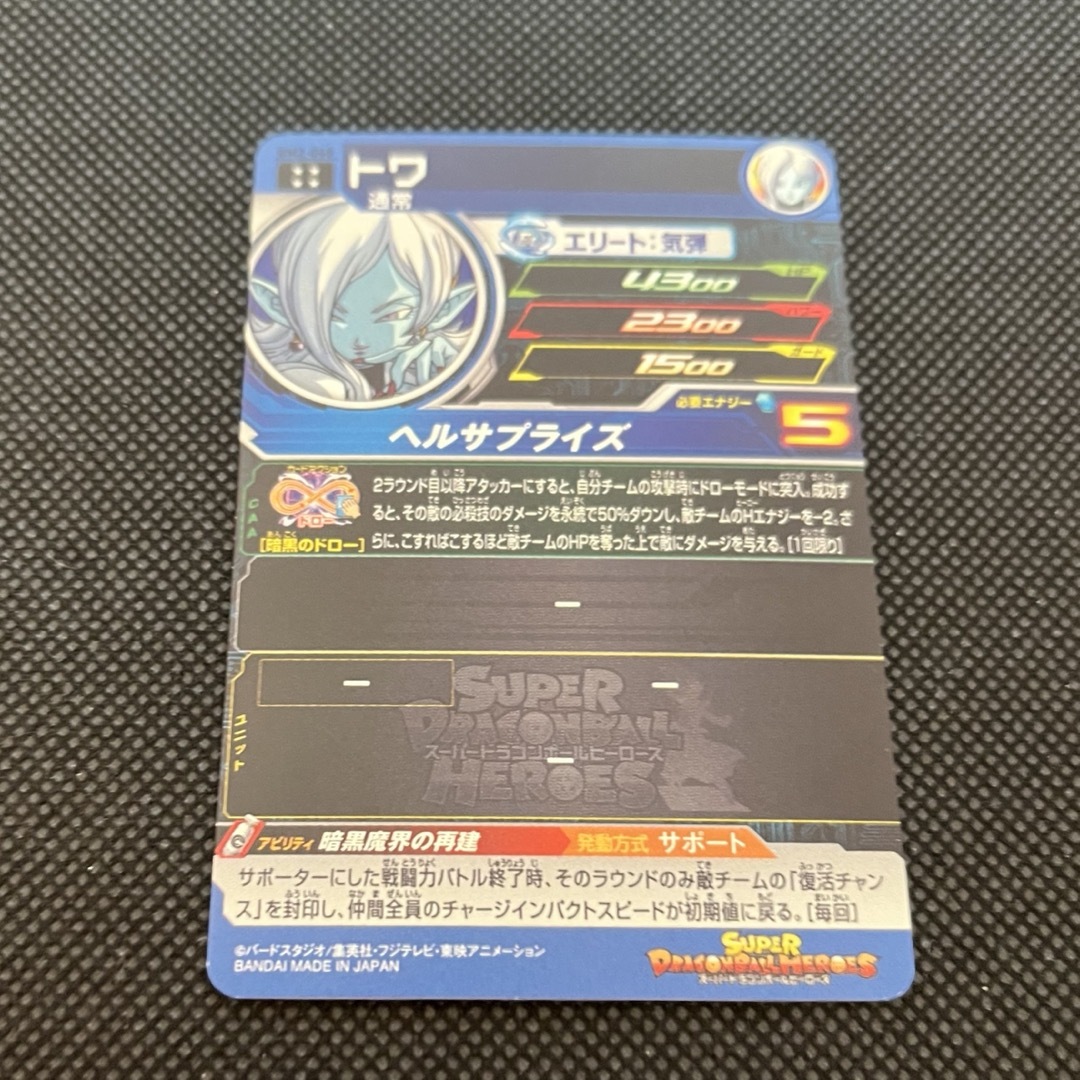 トワ
通常
エリート:気弾
4300
パワー
2300
ガード
1500
必要エナジー
5
ヘルサプライズ
カードアクション
ドロー
[暗黒のドロー]
CAA
2ラウンド目以降アタッカーにすると、自分チームの攻撃時にドローモードに突入。成功す
ると、その敵の必殺技のダメージを永続で50%ダウンし、敵チームのHエナジーを-2。さ
らに、こすればこするほど敵チームのHPを奪った上で敵にダメージを与える。[1回限り]
-
ユニット
-
-
-
SUPER
DRAGONBALL
スーパードラゴンボールヒーローズ
HEROES
アビリティ 暗黒魔界の再建
発動方式 サポート
サポーターにした戦闘力バトル終了時、そのラウンドのみ敵チームの「復活チャン
ス」を封印し、仲間全員のチャージインパクトスピードが初期値に戻る。[毎回]
©バードスタジオ/集英社・フジテレビ・東映アニメーション
BANDAI MADE IN JAPAN
SUPER
DRAGONBALL HEROES
スーパードラゴンボールヒーローズ